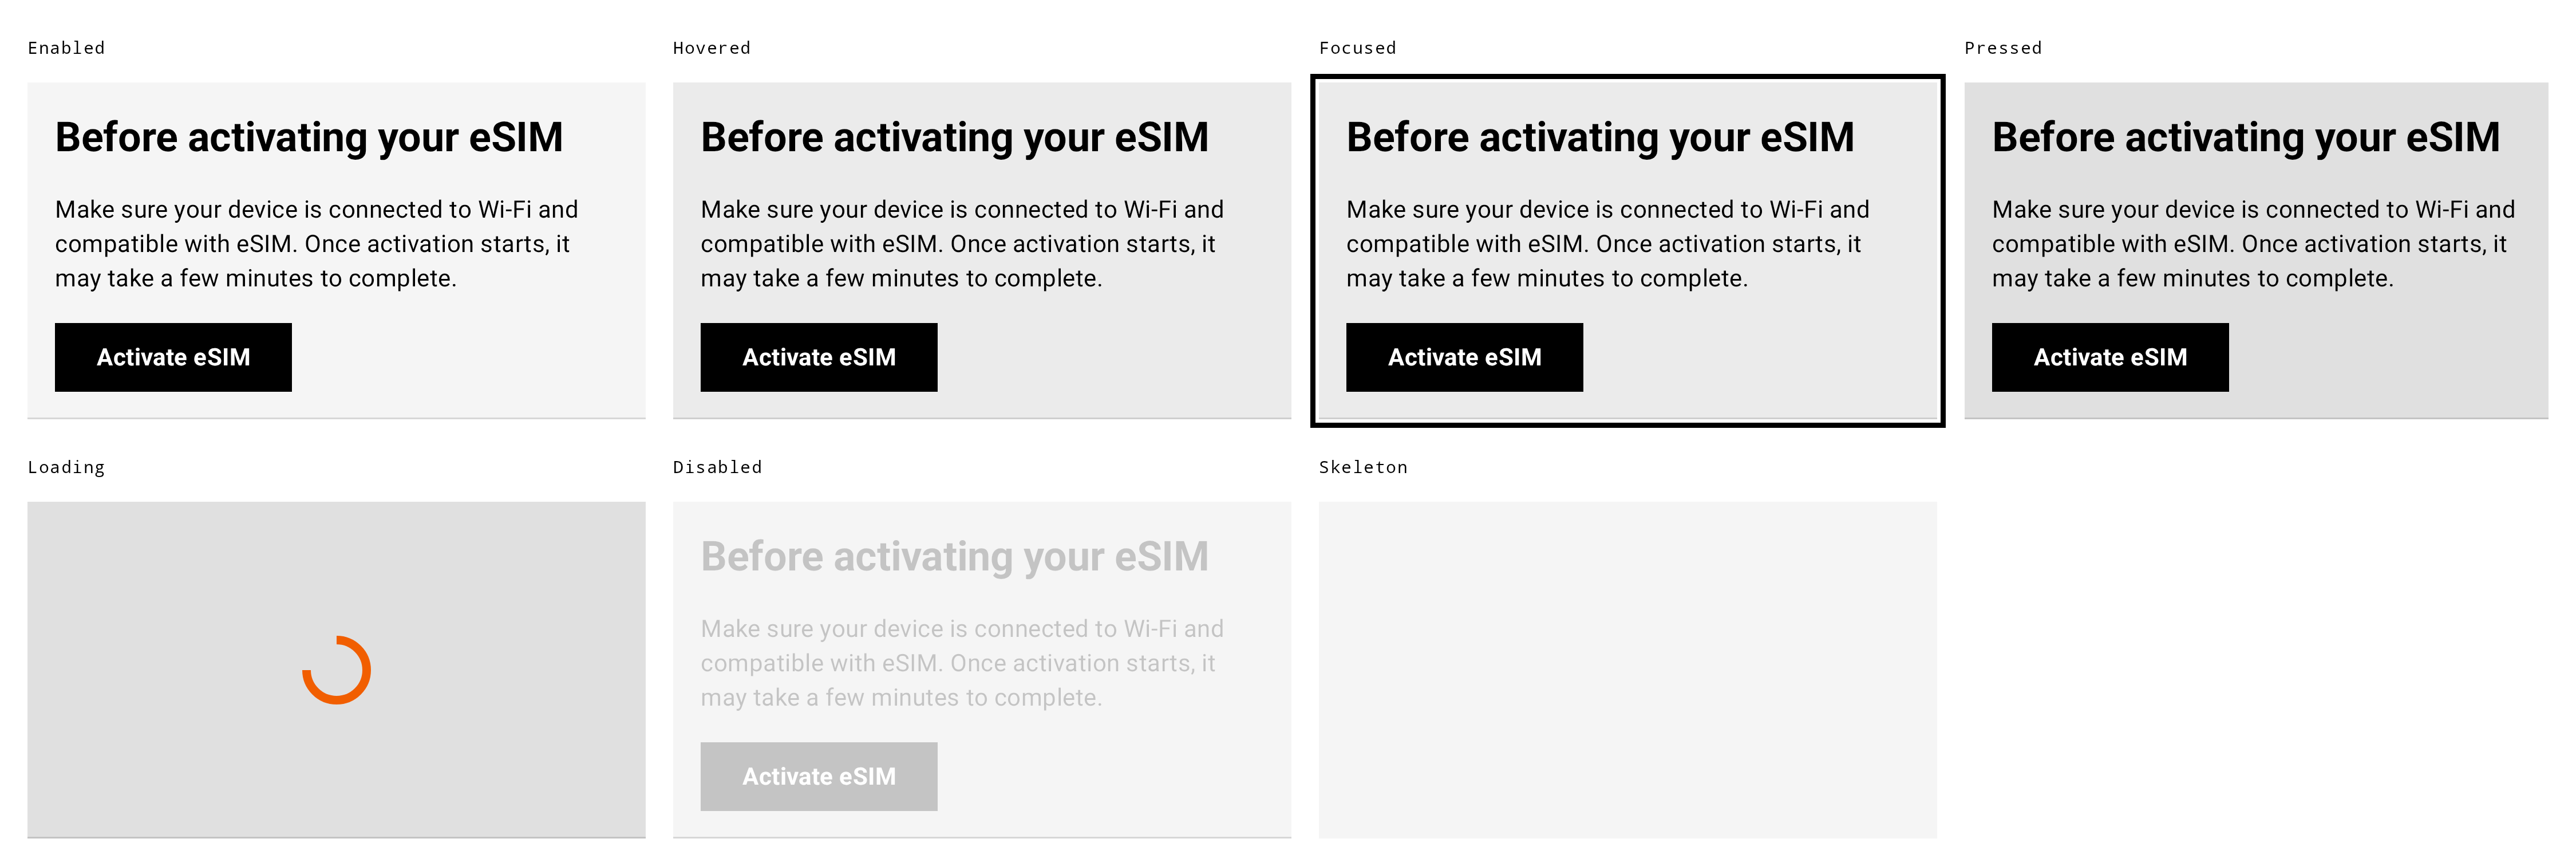 Enabled
Before activating your eSIM
Make sure your device is connected to Wi-Fi and
compatible with eSIM. Once activation starts, it
may take a few minutes to complete.
Activate eSIM
Hovered
Before activating your eSIM
Make sure your device is connected to Wi-Fi and
compatible with eSIM. Once activation starts, it
may take a few minutes to complete.
Activate eSIM
Focused
Before activating your eSIM
Make sure your device is connected to Wi-Fi and
compatible with eSIM. Once activation starts, it
may take a few minutes to complete.
Activate eSIM
Pressed
Before activating your eSIM
Make sure your device is connected to Wi-Fi and
compatible with eSIM. Once activation starts, it
may take a few minutes to complete.
Activate eSIM
Loading
Disabled
Before activating your eSIM
Make sure your device is connected to Wi-Fi and
compatible with eSIM. Once activation starts, it
may take a few minutes to complete.
Activate eSIM
Skeleton